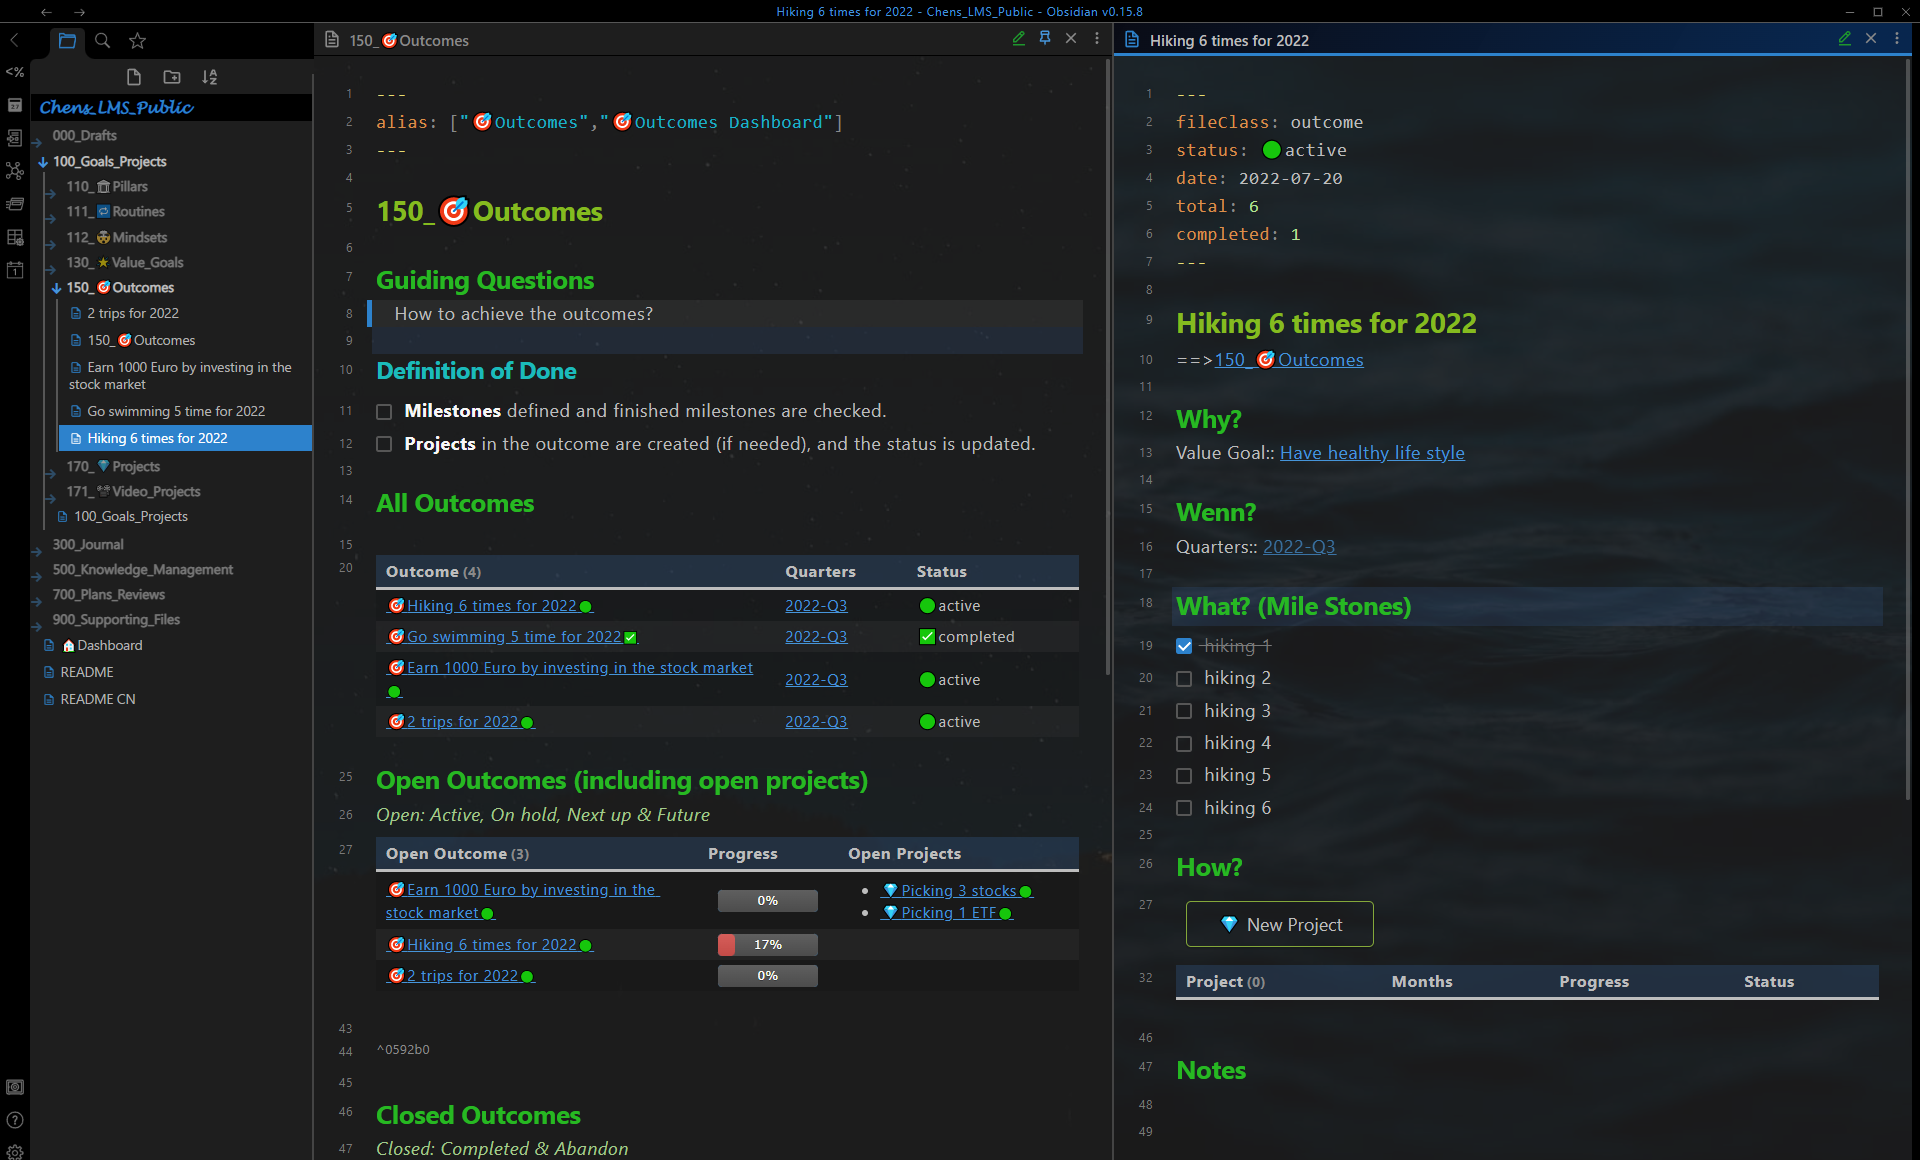 Hiking 6 times for 2022 - Chens_LMS_Public - Obsidian v0.15.8
Chens_LMS_Public
000_Drafts
100_Goals_Projects
110_🏛Pillars
111_🔁Routines
112_Mindsets
130_⭐Value_Goals
150_🎯Outcomes
2 trips for 2022
150_🎯Outcomes
Earn 1000 Euro by investing in the
stock market
Go swimming 5 time for 2022
Hiking 6 times for 2022
170_💎Projects
171_📽Video_Projects
100_Goals_Projects
300_Journal
500_Knowledge_Management
700_Plans_Reviews
900_Supporting_Files
🏠Dashboard
README
README CN
150_🎯Outcomes
1 ---
2 alias: ["🎯Outcomes","🎯Outcomes Dashboard"]
3 ---
4
5 150_🎯Outcomes
6
7 Guiding Questions
8 How to achieve the outcomes?
9
10 Definition of Done
11 Milestones defined and finished milestones are checked.
12 Projects in the outcome are created (if needed), and the status is updated.
13
14 All Outcomes
15
20 Outcome (4) Quarters Status
🎯Hiking 6 times for 2022🟢 2022-Q3 🟢active
🎯Go swimming 5 time for 2022✅ 2022-Q3 ✅completed
🎯Earn 1000 Euro by investing in the stock market
🟢 2022-Q3 🟢active
🎯2 trips for 2022🟢 2022-Q3 🟢active
25 Open Outcomes (including open projects)
26 Open: Active, On hold, Next up & Future
27 Open Outcome (3) Progress Open Projects
🎯Earn 1000 Euro by investing in the
stock market🟢 0% • 💎Picking 3 stocks🟢
• 💎Picking 1 ETF🟢
🎯Hiking 6 times for 2022🟢 17%
🎯2 trips for 2022🟢 0%
43
44 ^0592b0
45
46 Closed Outcomes
47 Closed: Completed & Abandon
Hiking 6 times for 2022
1 ---
2 fileClass: outcome
3 status: 🟢active
4 date: 2022-07-20
5 total: 6
6 completed: 1
7 ---
8
9 Hiking 6 times for 2022
10 ==>150_🎯Outcomes
11
12 Why?
13 Value Goal:: Have healthy life style
14
15 Wenn?
16 Quarters:: 2022-Q3
17
18 What? (Mile Stones)
19 hiking 1
20 hiking 2
21 hiking 3
22 hiking 4
23 hiking 5
24 hiking 6
25
26 How?
27 💎 New Project
32 Project (0) Months Progress Status
46
47 Notes
48
49